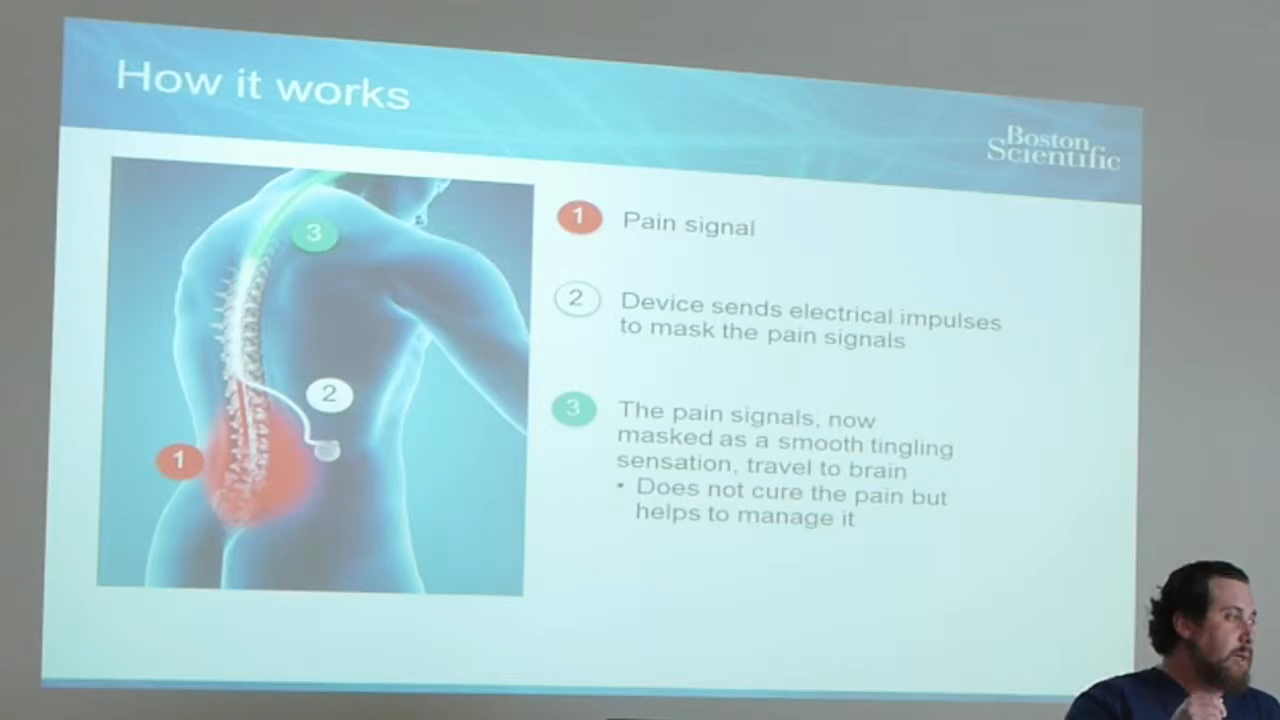 How it works
Boston
Scientific
3
2
1
1 Pain signal
2 Device sends electrical impulses
to mask the pain signals
3 The pain signals, now
masked as a smooth tingling
sensation, travel to brain
• Does not cure the pain but
helps to manage it